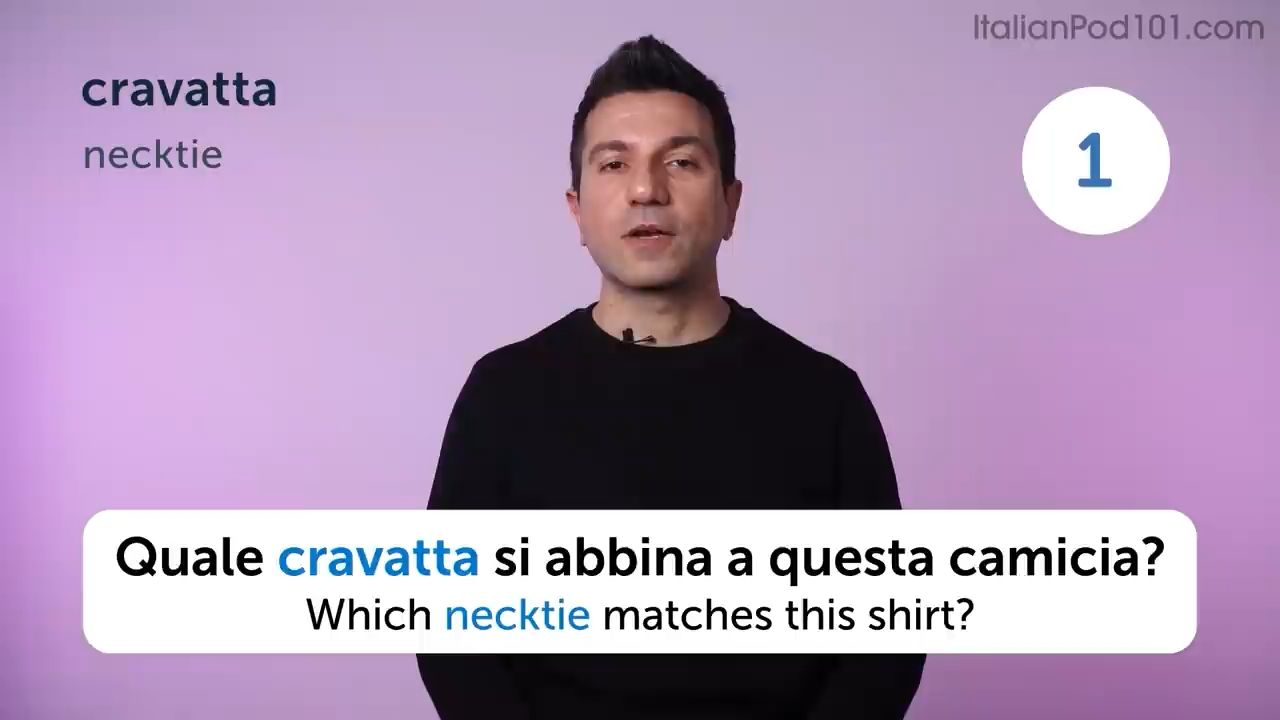 ItalianPod101.com
cravatta
necktie
1
Quale cravatta si abbina a questa camicia?
Which necktie matches this shirt?